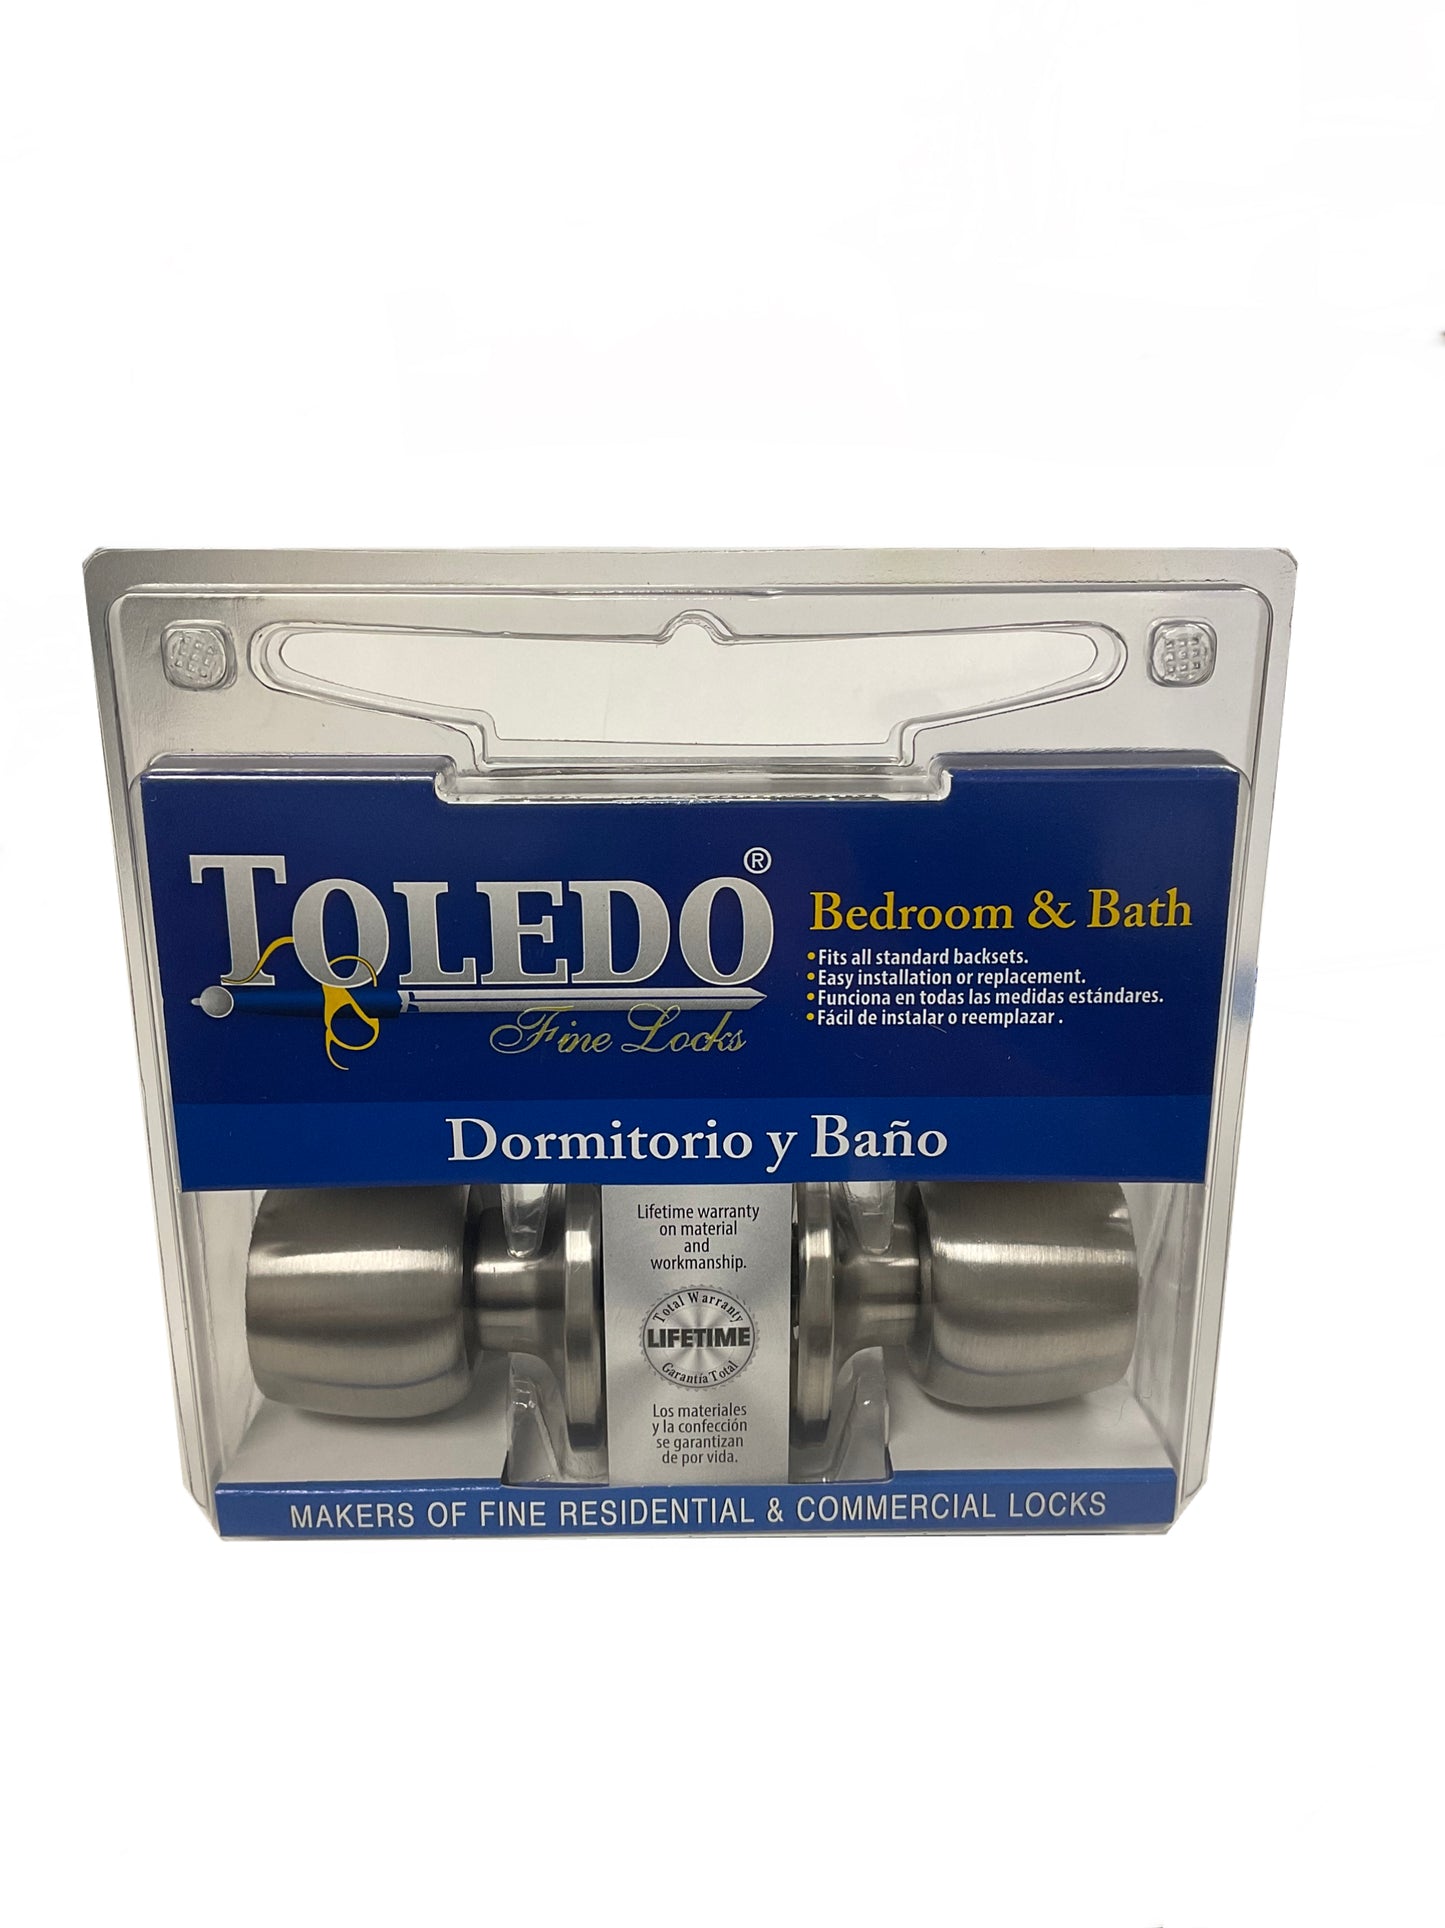 TOLEDO®
Fine Locks
Bedroom & Bath
• Fits all standard backsets.
• Easy installation or replacement.
• Funciona en todas las medidas estándares.
• Fácil de instalar o reemplazar .
Dormitorio y Baño
Lifetime warranty
on material
and
workmanship.
Total Warranty
LIFETIME
Garantía Total
Los materiales
y la confección
se garantizan
de por vida.
MAKERS OF FINE RESIDENTIAL & COMMERCIAL LOCKS